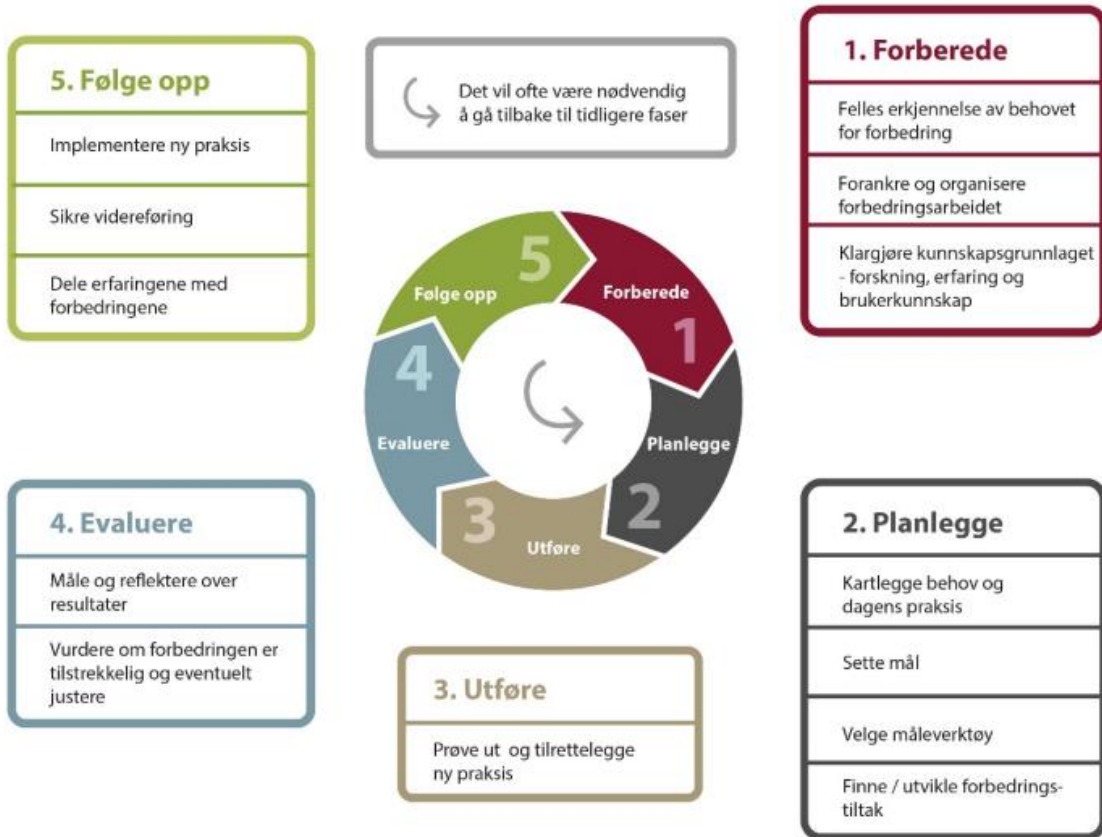 5. Følge opp
Implementere ny praksis
Sikre videreføring
Dele erfaringene med
forbedringene
Det vil ofte være nødvendig
å gå tilbake til tidligere faser
1. Forberede
Felles erkjennelse av behovet
for forbedring
Forankre og organisere
forbedringsarbeidet
Klargjøre kunnskapsgrunnlaget
- forskning, erfaring og
brukerkunnskap
5
Følge opp
Forberede
1
4
Evaluere
Planlegge
3
2
Utføre
4. Evaluere
Måle og reflektere over
resultater
Vurdere om forbedringen er
tilstrekkelig og eventuelt
justere
3. Utføre
Prøve ut og tilrettelegge
ny praksis
2. Planlegge
Kartlegge behov og
dagens praksis
Sette mål
Velge måleverktøy
Finne / utvikle forbedrings-
tiltak